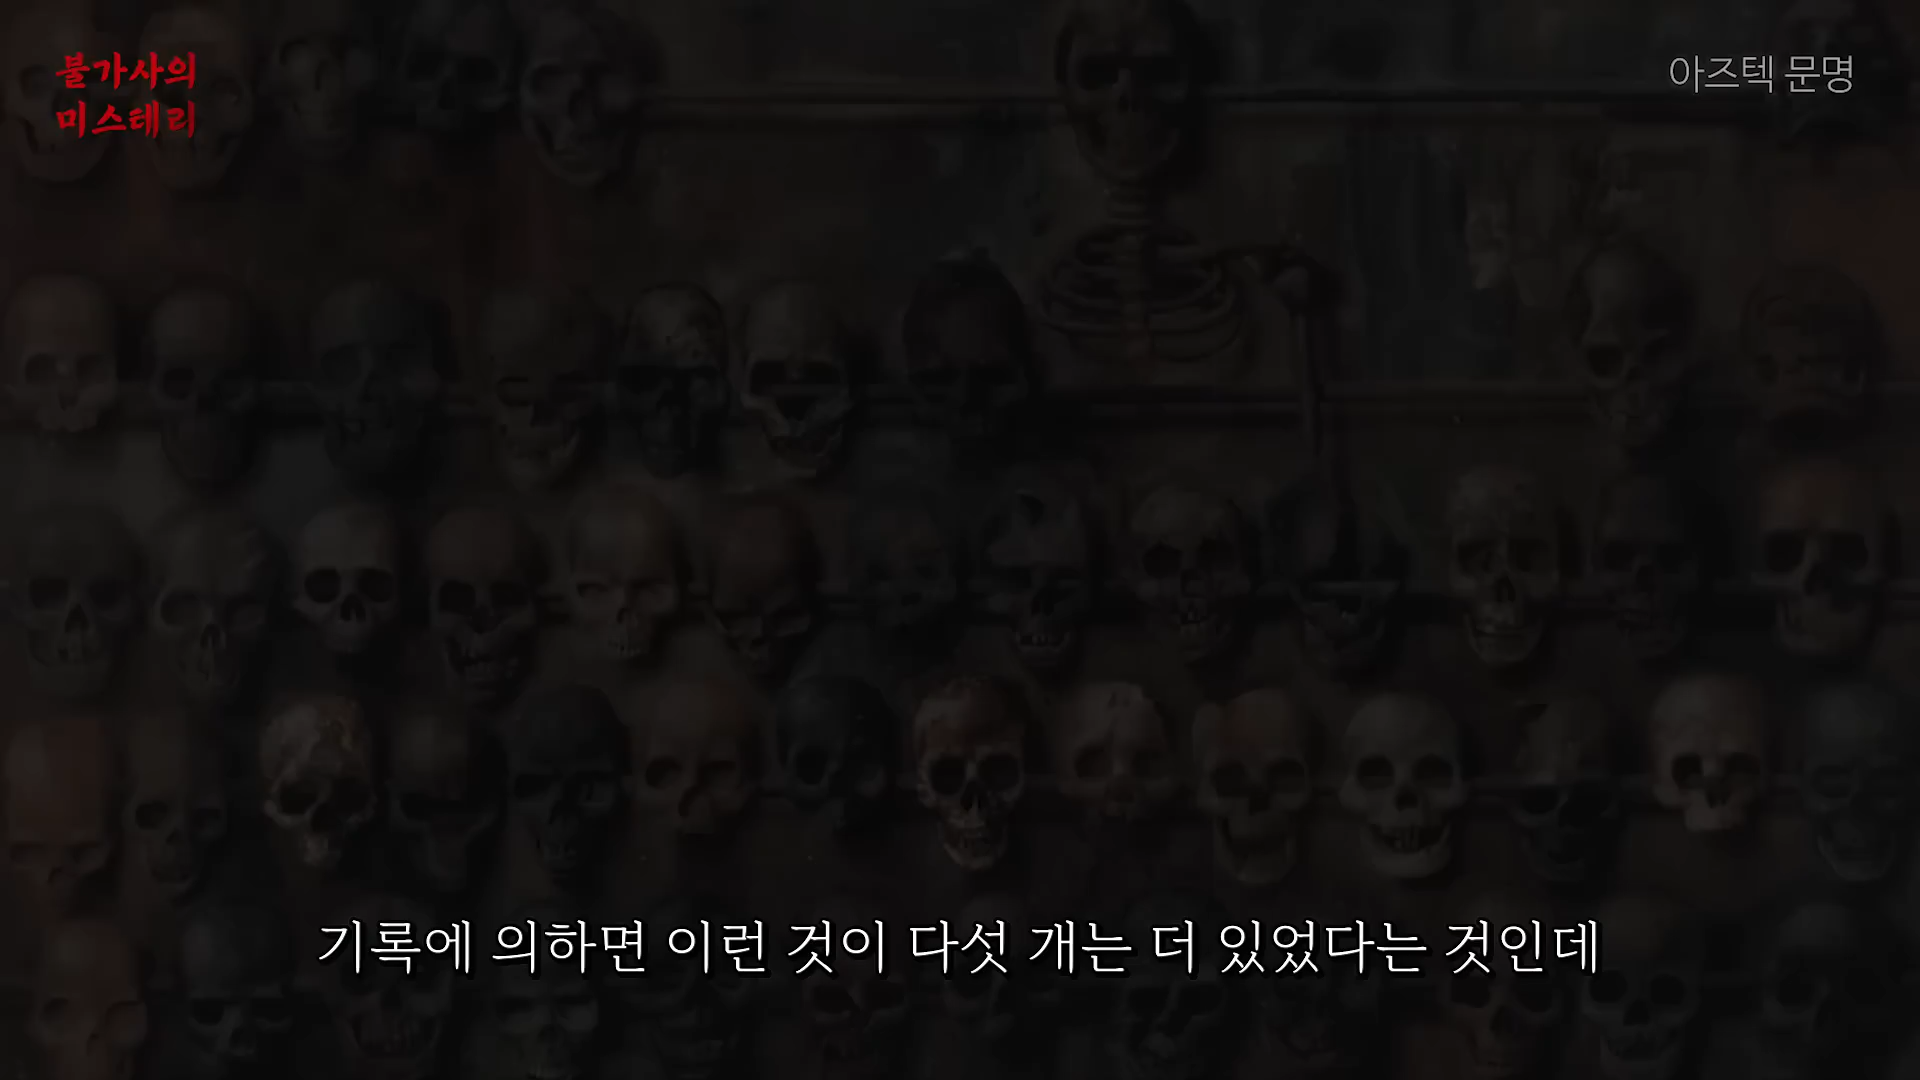 불가사의
미스테리
아즈텍 문명
기록에 의하면 이런 것이 다섯 개는 더 있었다는 것인데